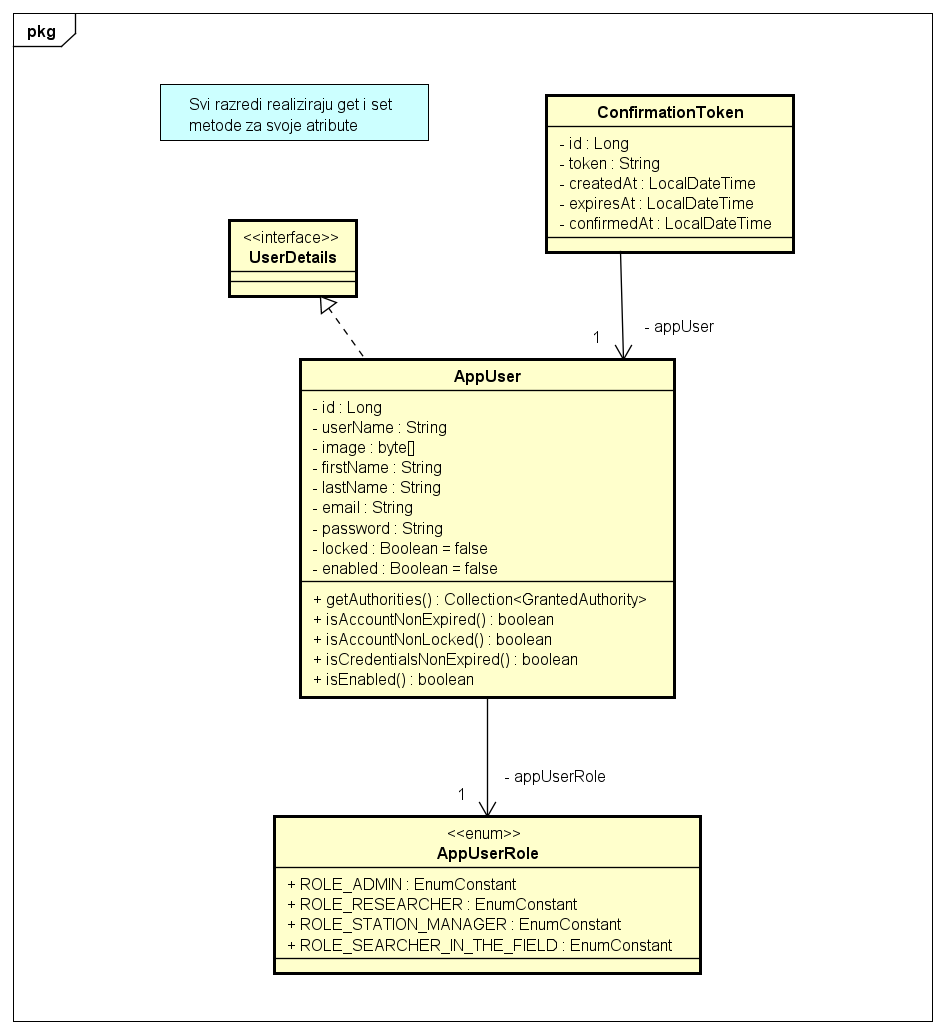 pkg
Svi razredi realiziraju get i set
metode za svoje atribute
ConfirmationToken
- id : Long
- token : String
- createdAt : LocalDateTime
- expiresAt : LocalDateTime
- confirmedAt : LocalDateTime
<<interface>>
UserDetails
- appUser
1
AppUser
- id : Long
- userName : String
- image : byte[]
- firstName : String
- lastName : String
- email : String
- password : String
- locked : Boolean = false
- enabled : Boolean = false
+ getAuthorities() : Collection<GrantedAuthority>
+ isAccountNonExpired() : boolean
+ isAccountNonLocked() : boolean
+ isCredentialsNonExpired() : boolean
+ isEnabled() : boolean
- appUserRole
1
<<enum>>
AppUserRole
+ ROLE_ADMIN : EnumConstant
+ ROLE_RESEARCHER : EnumConstant
+ ROLE_STATION_MANAGER : EnumConstant
+ ROLE_SEARCHER_IN_THE_FIELD : EnumConstant